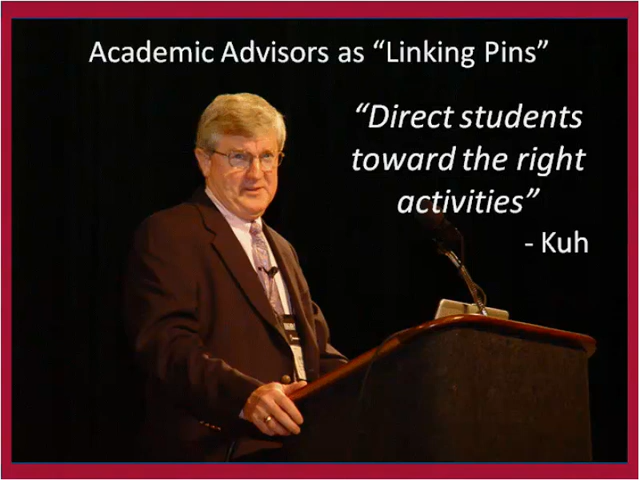 Academic Advisors as “Linking Pins”
“Direct students
toward the right
activities”
- Kuh